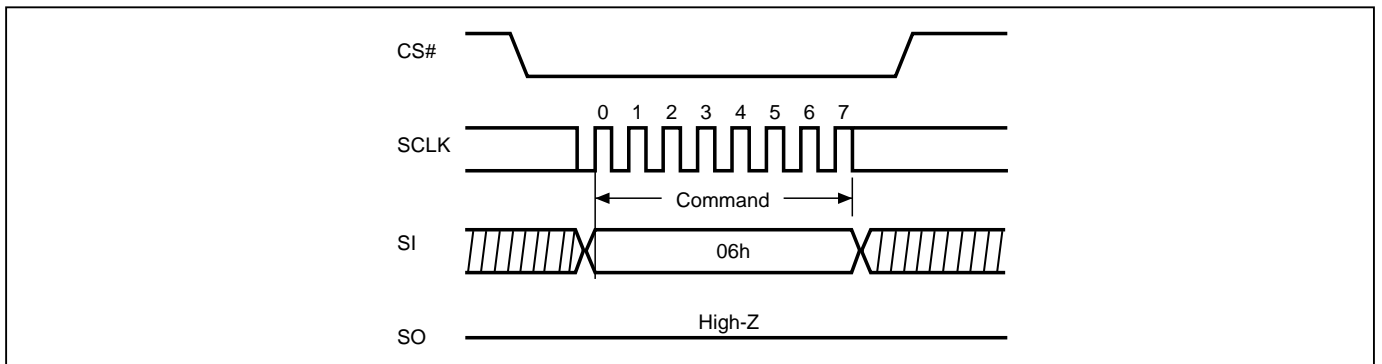 CS#
0 1 2 3 4 5 6 7
SCLK
Command
SI
06h
High-Z
SO